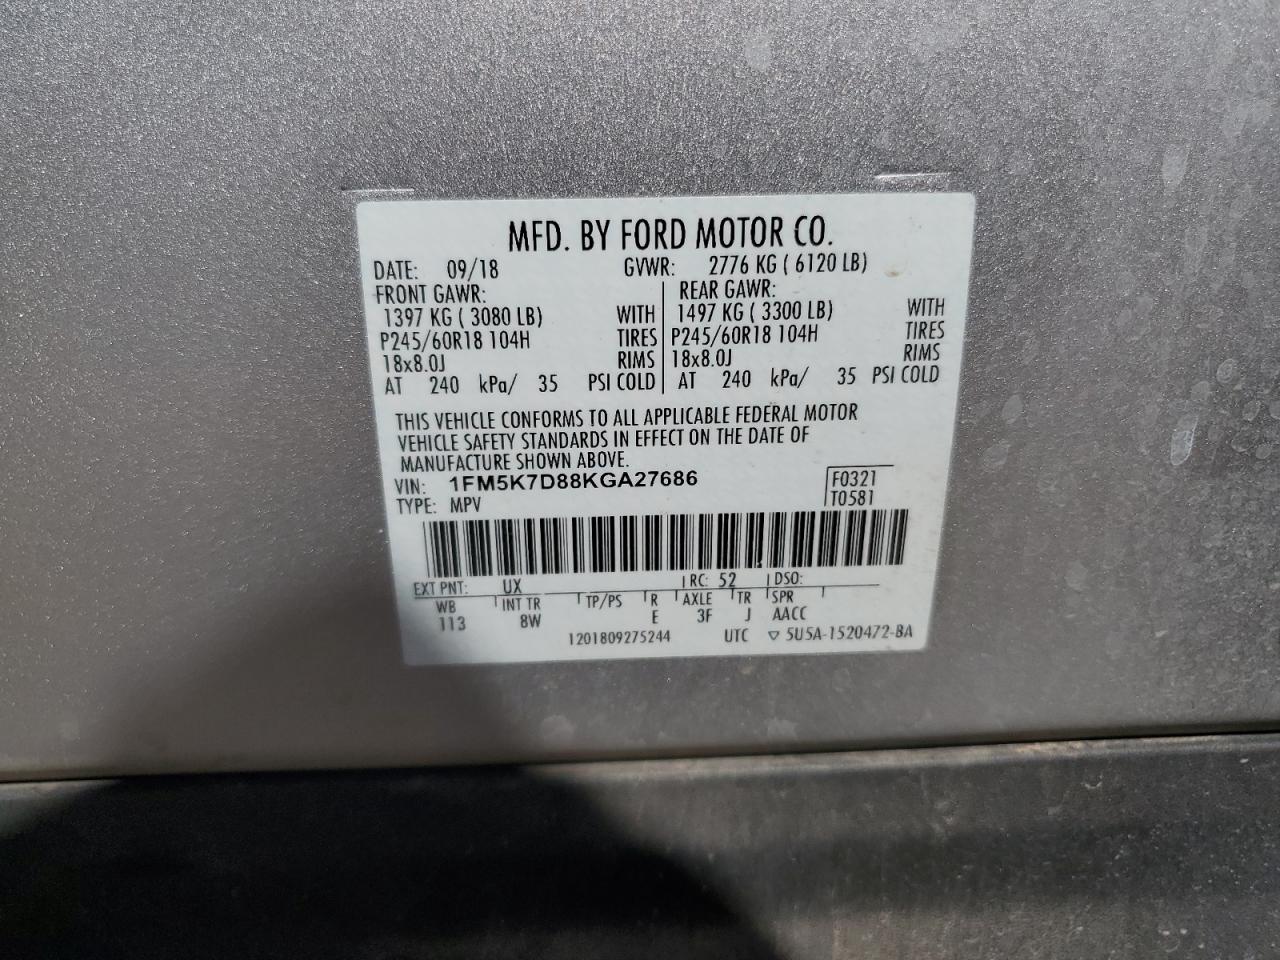 MFD. BY FORD MOTOR CO.
DATE: 09/18 GVWR: 2776 KG ( 6120 LB)
FRONT GAWR: REAR GAWR:
1397 KG ( 3080 LB) WITH 1497 KG ( 3300 LB) WITH
P245/60R18 104H TIRES P245/60R18 104H TIRES
18x8.0J RIMS 18x8.0J RIMS
AT 240 kPa/ 35 PSI COLD AT 240 kPa/ 35 PSI COLD
THIS VEHICLE CONFORMS TO ALL APPLICABLE FEDERAL MOTOR
VEHICLE SAFETY STANDARDS IN EFFECT ON THE DATE OF
MANUFACTURE SHOWN ABOVE.
VIN: 1FM5K7D88KGA27686 F0321
TYPE: MPV T0581
EXT PNT: UX RC: 52 DSO:
WB INT TR TP/PS R AXLE TR SPR
113 8W E 3F J AACC
1201809275244 UTC ▽ 5U5A-1520472-BA